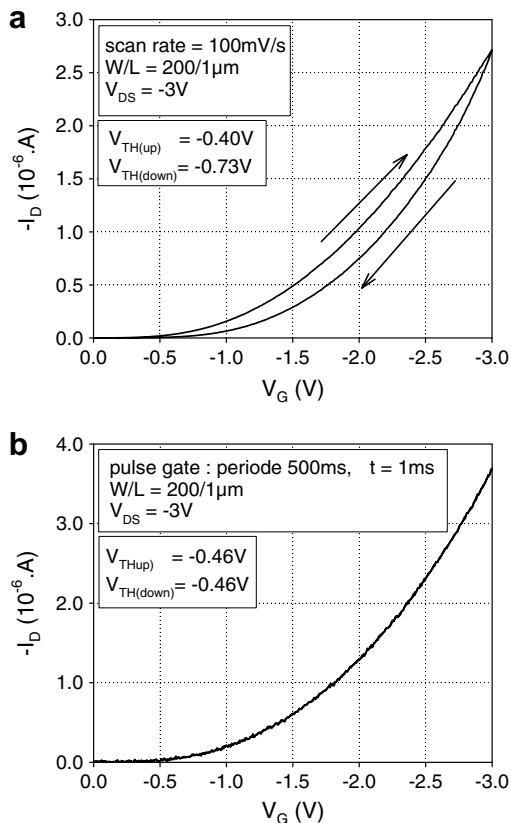 a
3.0
2.5
2.0
1.5
1.0
0.5
0.0
-I_D (10^-6.A)
scan rate = 100mV/s
W/L = 200/1µm
V_DS = -3V
V_TH(up) = -0.40V
V_TH(down) = -0.73V
0.0 -0.5 -1.0 -1.5 -2.0 -2.5 -3.0
V_G (V)
b
4.0
3.0
2.0
1.0
0.0
-I_D (10^-6.A)
pulse gate : periode 500ms, t = 1ms
W/L = 200/1µm
V_DS = -3V
V_THup) = -0.46V
V_TH(down)= -0.46V
0.0 -0.5 -1.0 -1.5 -2.0 -2.5 -3.0
V_G (V)